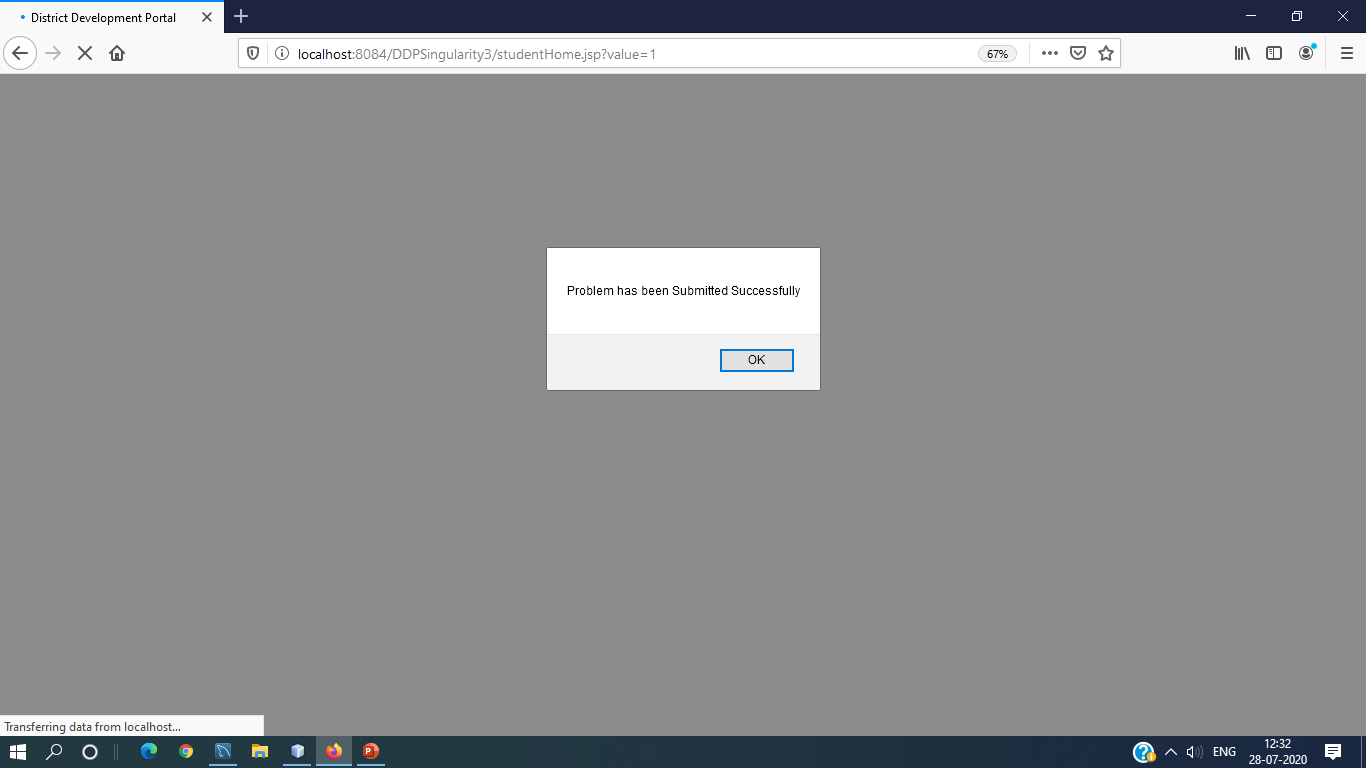 District Development Portal
localhost:8084/DDPSingularity3/studentHome.jsp?value=1
67%
Problem has been Submitted Successfully
OK
Transferring data from localhost...
ENG
12:32
28-07-2020